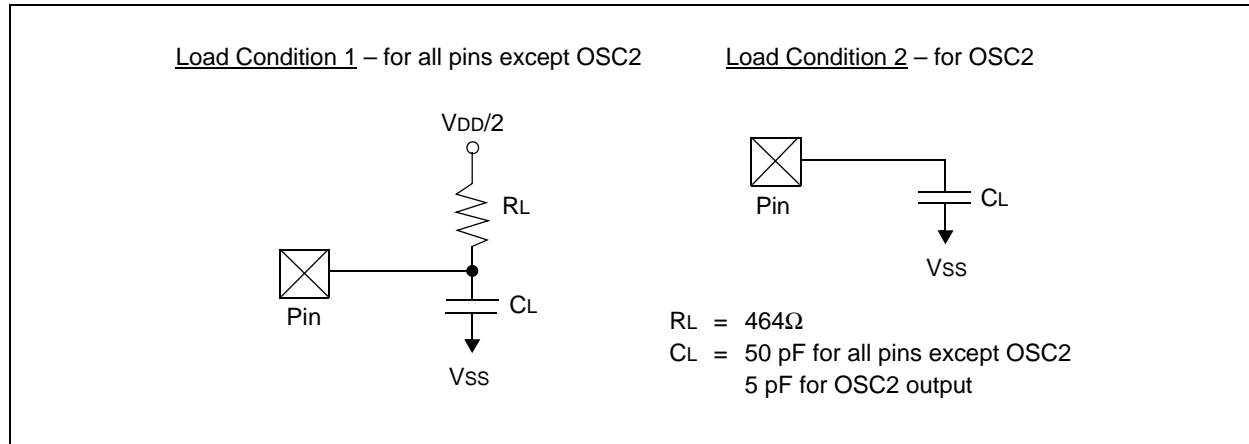 Load Condition 1 – for all pins except OSC2
VDD/2
RL
Pin
CL
VSS
Load Condition 2 – for OSC2
Pin
CL
VSS
RL = 464Ω
CL = 50 pF for all pins except OSC2
5 pF for OSC2 output